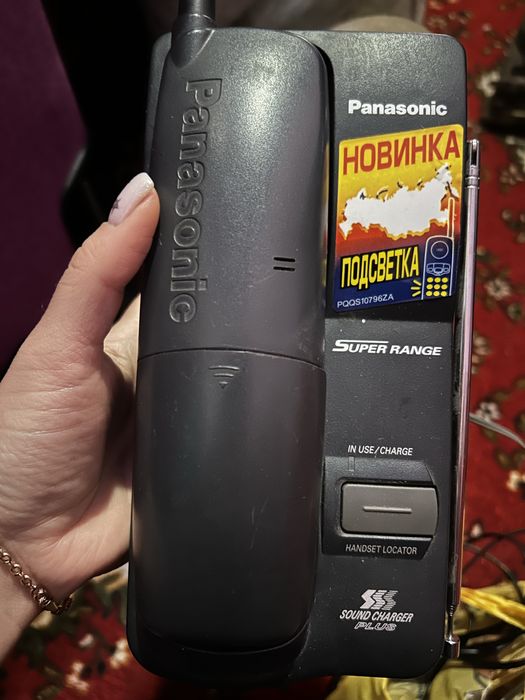 Panasonic
Panasonic
НОВИНКА
ПОДСВЕТКА
PQQS10796ZA
SUPER RANGE
IN USE/CHARGE
HANDSET LOCATOR
SOUND CHARGER
PLUS